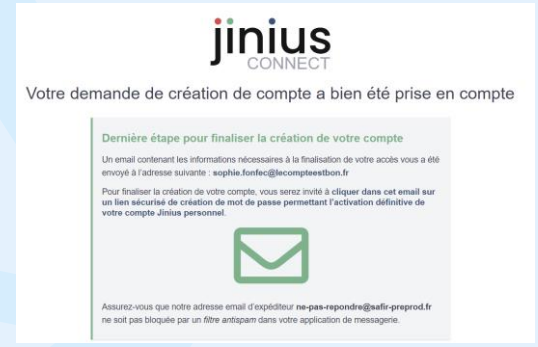 jinius
CONNECT
Votre demande de création de compte a bien été prise en compte
Dernière étape pour finaliser la création de votre compte
Un email contenant les informations nécessaires à la finalisation de votre accès vous a été
envoyé à l'adresse suivante : sophie.fonfec@lecompteestbon.fr
Pour finaliser la création de votre compte, vous serez invité à cliquer dans cet email sur
un lien sécurisé de création de mot de passe permettant l'activation définitive de
votre compte Jinius personnel.
Assurez-vous que notre adresse email d'expéditeur ne-pas-repondre@safir-preprod.fr
ne soit pas bloquée par un filtre antispam dans votre application de messagerie.